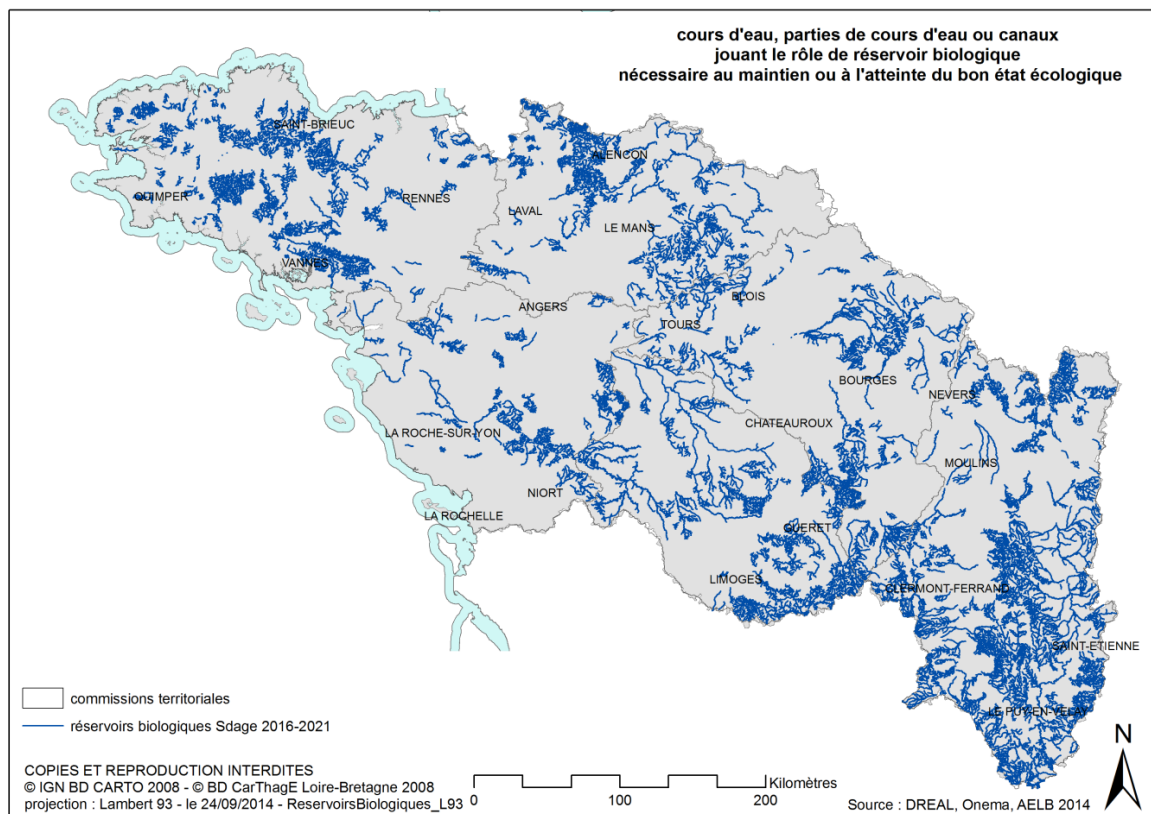 cours d'eau, parties de cours d'eau ou canaux
jouant le rôle de réservoir biologique
nécessaire au maintien ou à l'atteinte du bon état écologique
SAINT-BRIEUC
ALENCON
QUIMPER
RENNES
LAVAL
LE MANS
VANNES
BLOIS
ANGERS
TOURS
BOURGES
NEVERS
CHATEAUROUX
LA ROCHE-SUR-YON
MOULINS
NIORT
LA ROCHELLE
GUERET
LIMOGES
CLERMONT-FERRAND
SAINT-ETIENNE
LE PUY-EN-VELAY
commissions territoriales
réservoirs biologiques Sdage 2016-2021
N
COPIES ET REPRODUCTION INTERDITES
© IGN BD CARTO 2008 - © BD CarThagE Loire-Bretagne 2008
projection : Lambert 93 - le 24/09/2014 - ReservoirsBiologiques_L93
Kilomètres
0 100 200
Source : DREAL, Onema, AELB 2014